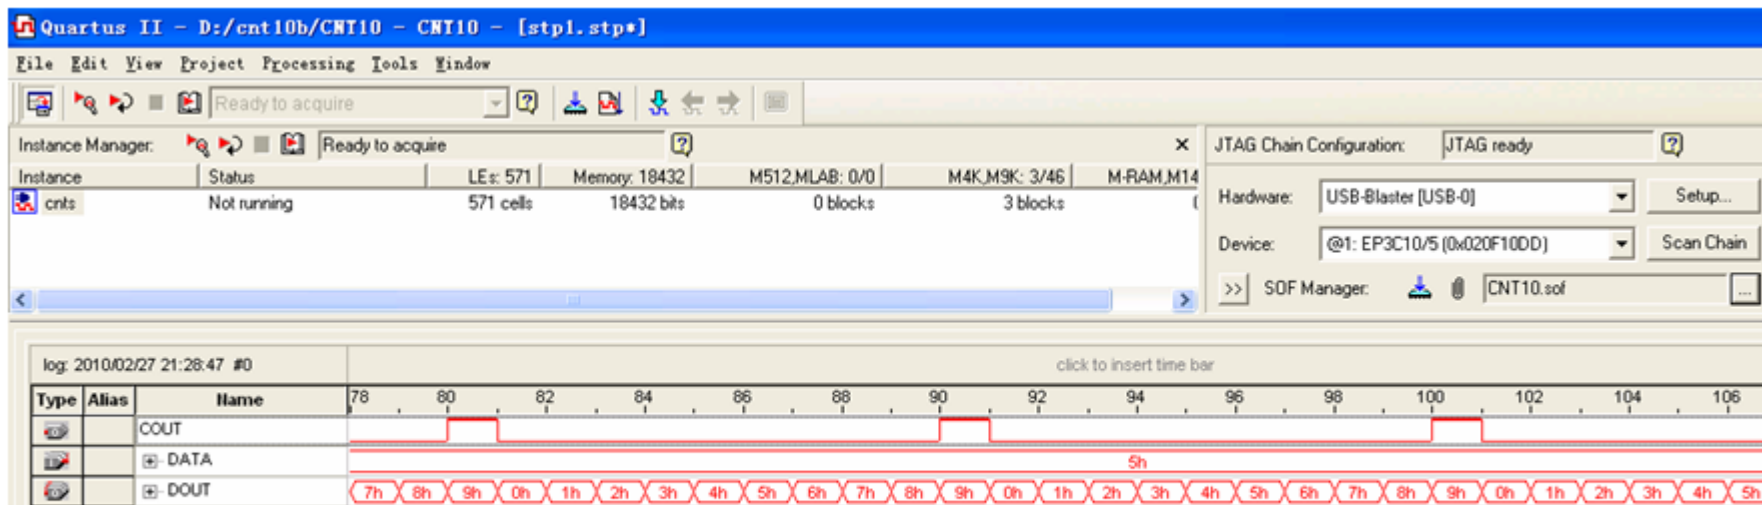 Quartus II - D:/cnt10b/CNT10 - CNT10 - [stp1.stp*]
File Edit View Project Processing Tools Window
Ready to acquire
Instance Manager: Ready to acquire
JTAG Chain Configuration: JTAG ready
Instance Status LEs: 571 Memory: 18432 M512,MLAB: 0/0 M4K,M9K: 3/46 M-RAM,M14
cnts Not running 571 cells 18432 bits 0 blocks 3 blocks
Hardware: USB-Blaster [USB-0] Setup...
Device: @1: EP3C10/5 (0x020F10DD) Scan Chain
>> SOF Manager: CNT10.sof ...
log: 2010/02/27 21:28:47 #0 click to insert time bar
Type Alias Name 78 80 82 84 86 88 90 92 94 96 98 100 102 104 106
COUT
DATA 5h
DOUT 7h 8h 9h 0h 1h 2h 3h 4h 5h 6h 7h 8h 9h 0h 1h 2h 3h 4h 5h 6h 7h 8h 9h 0h 1h 2h 3h 4h 5h